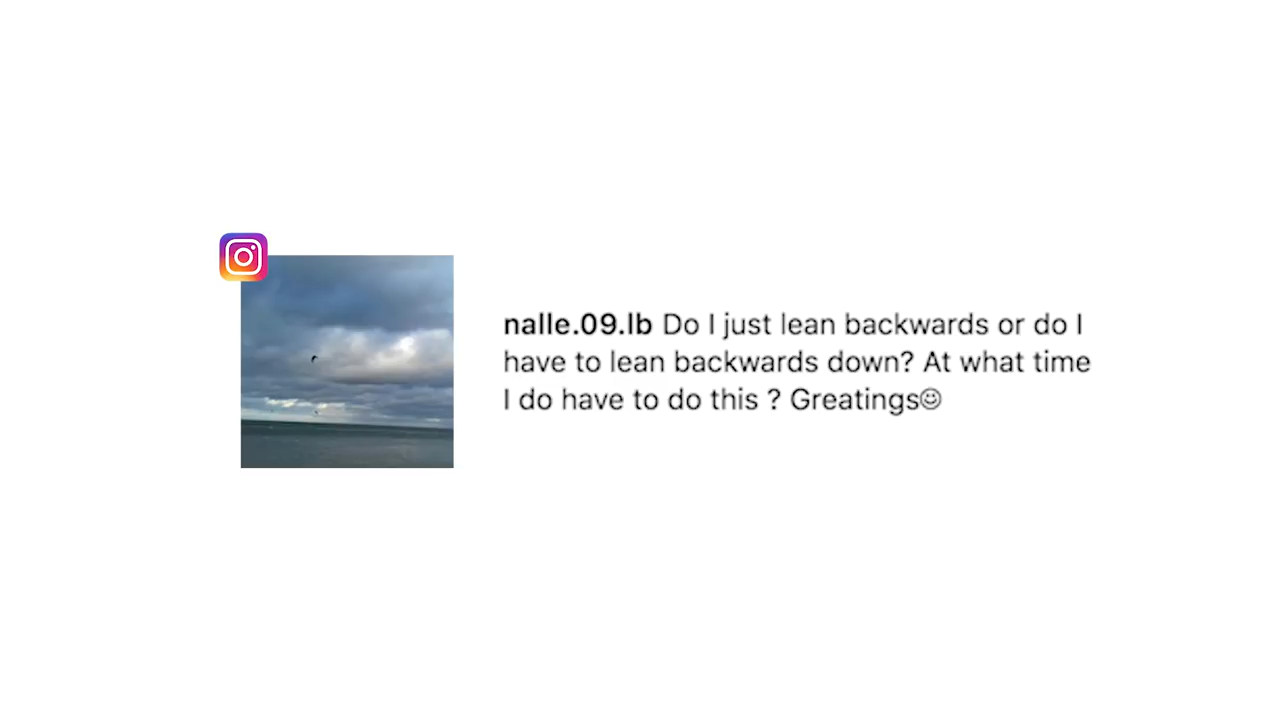 nalle.09.lb Do I just lean backwards or do I
have to lean backwards down? At what time
I do have to do this ? Greatings☺